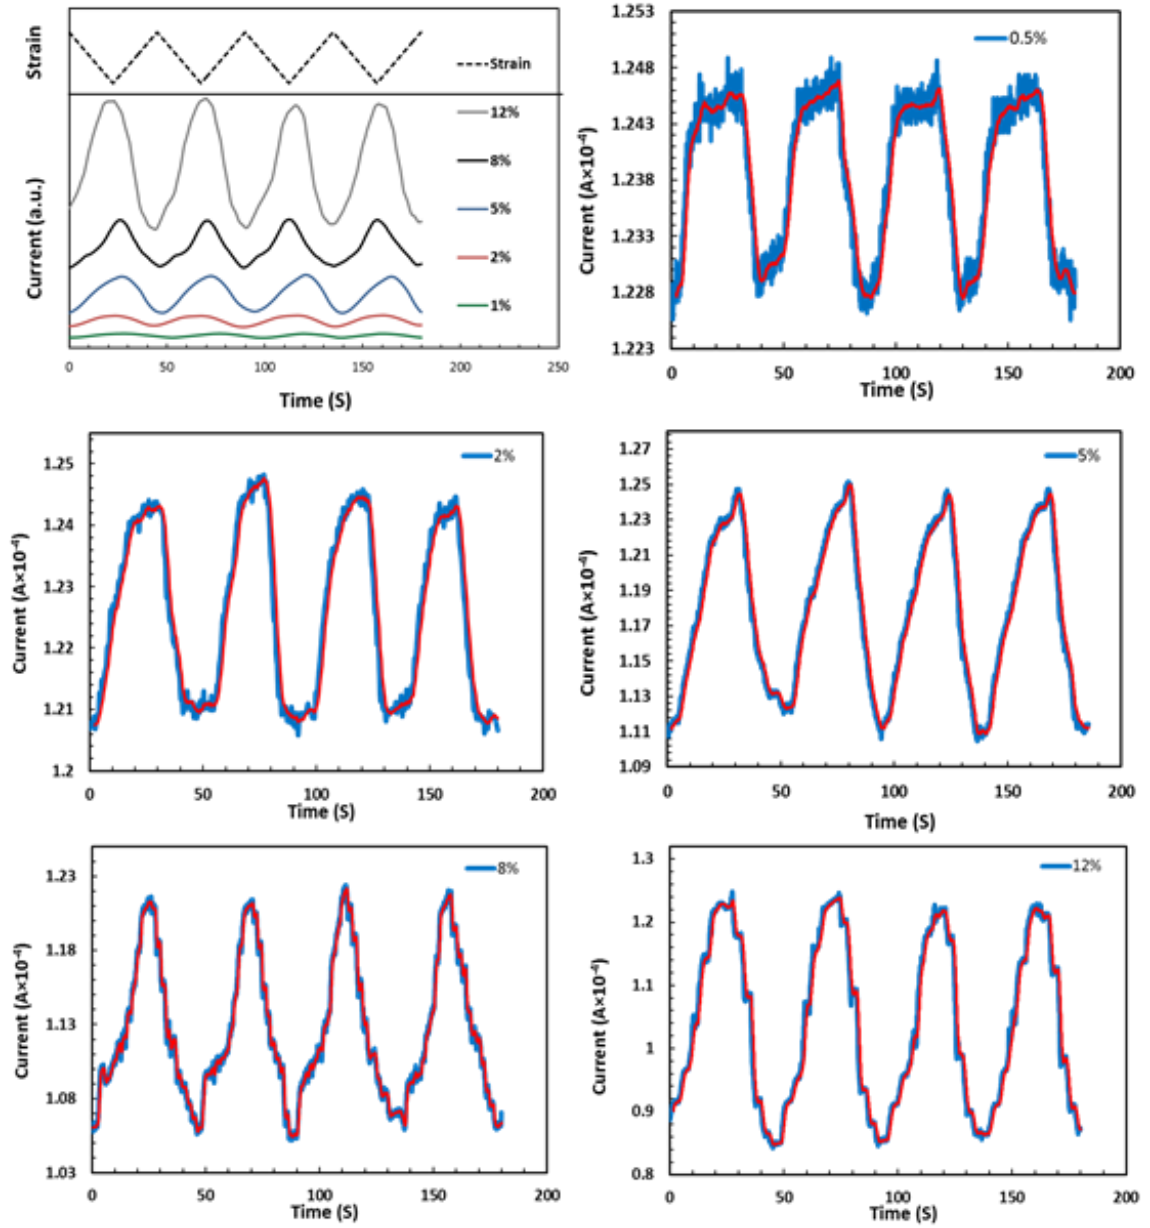 Strain
Strain
Current (a.u.)
12%
8%
5%
2%
1%
0 50 100 150 200 250
Time (S)
1.253
1.248
1.243
1.238
1.233
1.228
1.223
Current (A×10⁻⁴)
0.5%
0 50 100 150 200
Time (S)
1.25
1.24
1.23
1.22
1.21
1.2
Current (A×10⁻⁴)
2%
0 50 100 150 200
Time (S)
1.27
1.25
1.23
1.21
1.19
1.17
1.15
1.13
1.11
1.09
Current (A×10⁻⁴)
5%
0 50 100 150 200
Time (S)
1.23
1.18
1.13
1.08
1.03
Current (A×10⁻⁴)
8%
0 50 100 150 200
Time (S)
1.3
1.2
1.1
1
0.9
0.8
Current (A×10⁻⁴)
12%
0 50 100 150 200
Time (S)